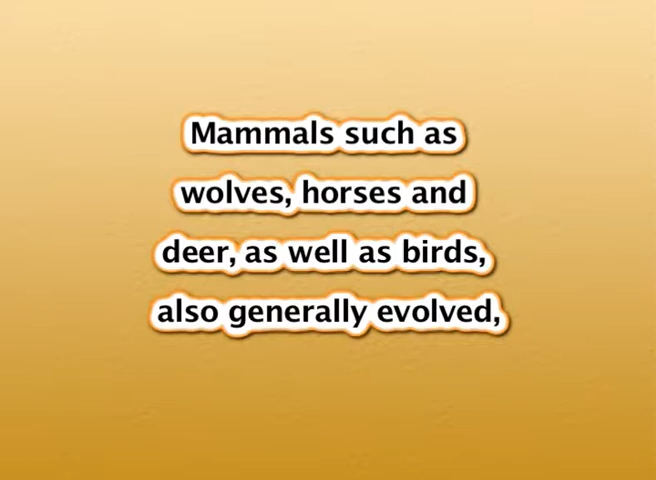 Mammals such as
wolves, horses and
deer, as well as birds,
also generally evolved,